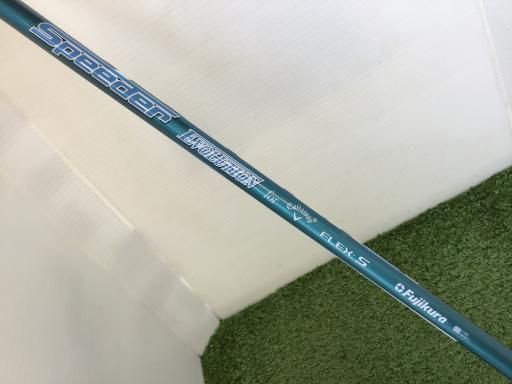 Speeder
EVOLUTION
for Callaway
FLEX-S
Fujikura